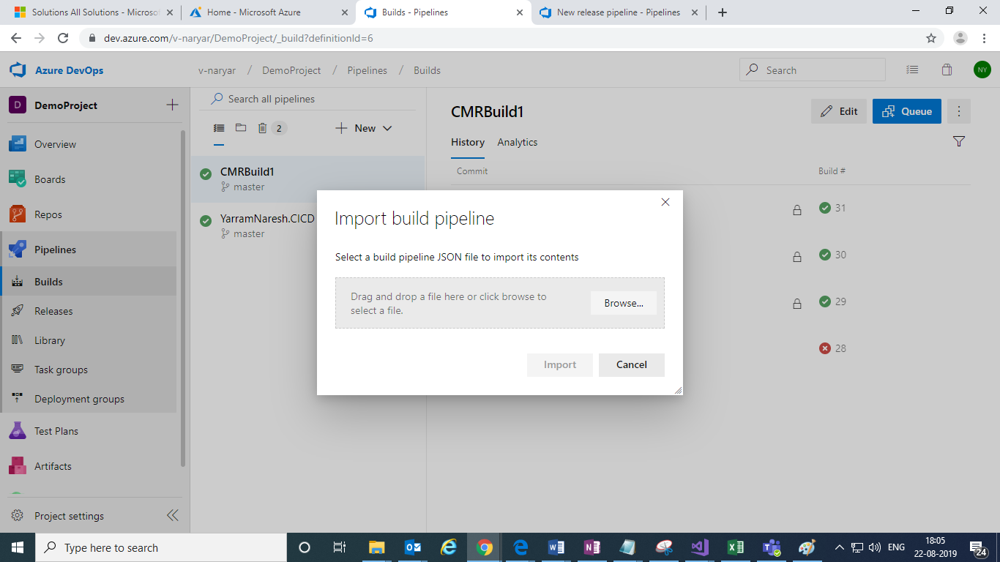 Solutions All Solutions - Microso
Home - Microsoft Azure
Builds - Pipelines
New release pipeline - Pipelines
dev.azure.com/v-naryar/DemoProject/_build?definitionId=6
Azure DevOps
v-naryar / DemoProject / Pipelines / Builds
Search
NY
D DemoProject
Overview
Boards
Repos
Pipelines
Builds
Releases
Library
Task groups
Deployment groups
Test Plans
Artifacts
Project settings
Search all pipelines
2
New
CMRBuild1
master
YarramNaresh.CICD
master
CMRBuild1
Edit
Queue
History Analytics
Commit Build #
31
30
29
28
Import build pipeline
Select a build pipeline JSON file to import its contents
Drag and drop a file here or click browse to
select a file.
Browse...
Import Cancel
Type here to search
ENG
18:05
22-08-2019
24